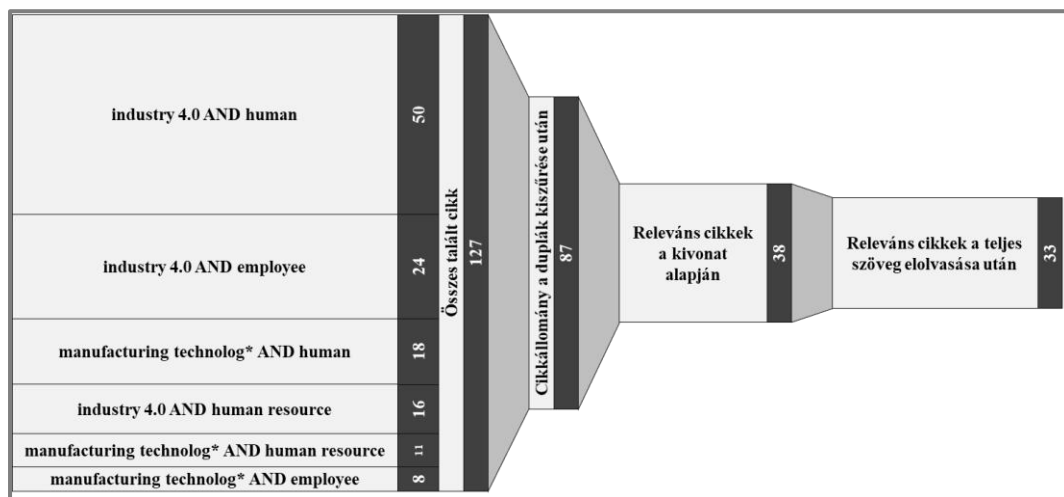 industry 4.0 AND human
50
industry 4.0 AND employee
24
manufacturing technolog* AND human
18
industry 4.0 AND human resource
16
manufacturing technolog* AND human resource
11
manufacturing technolog* AND employee
8
Összes talált cikk
127
Cikkállomány a duplák kiszűrése után
87
Releváns cikkek
a kivonat
alapján
38
Releváns cikkek a teljes
szöveg elolvasása után
33